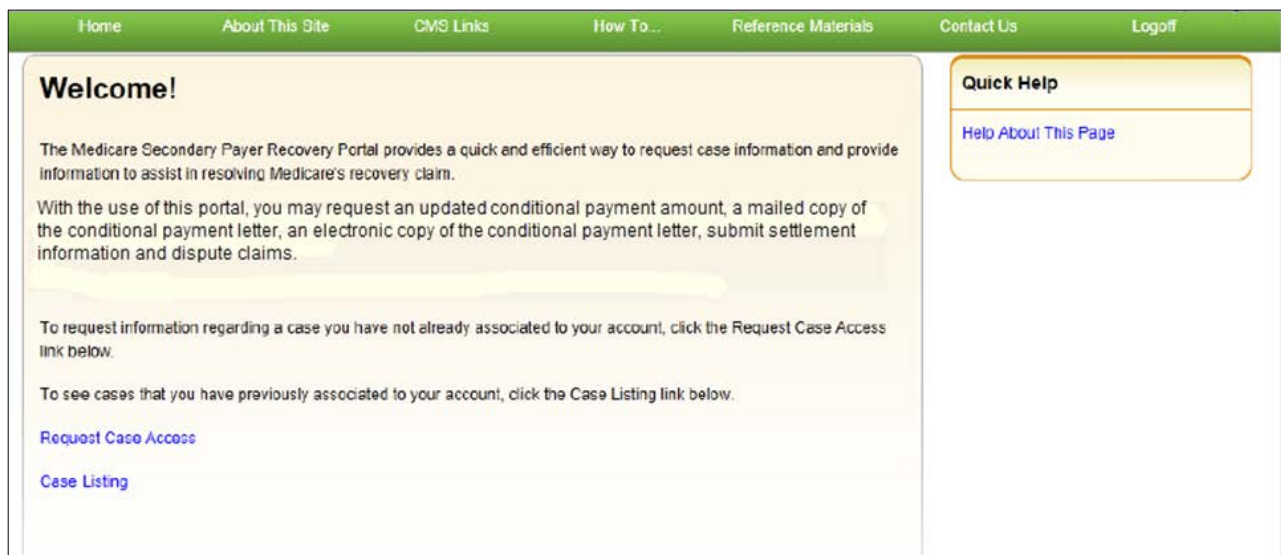 Home About This Site CMS Links How To... Reference Materials Contact Us Logoff
Welcome!
Quick Help
Help About This Page
The Medicare Secondary Payer Recovery Portal provides a quick and efficient way to request case information and provide
information to assist in resolving Medicare's recovery claim.
With the use of this portal, you may request an updated conditional payment amount, a mailed copy of
the conditional payment letter, an electronic copy of the conditional payment letter, submit settlement
information and dispute claims.
To request information regarding a case you have not already associated to your account, click the Request Case Access
link below.
To see cases that you have previously associated to your account, click the Case Listing link below.
Request Case Access
Case Listing